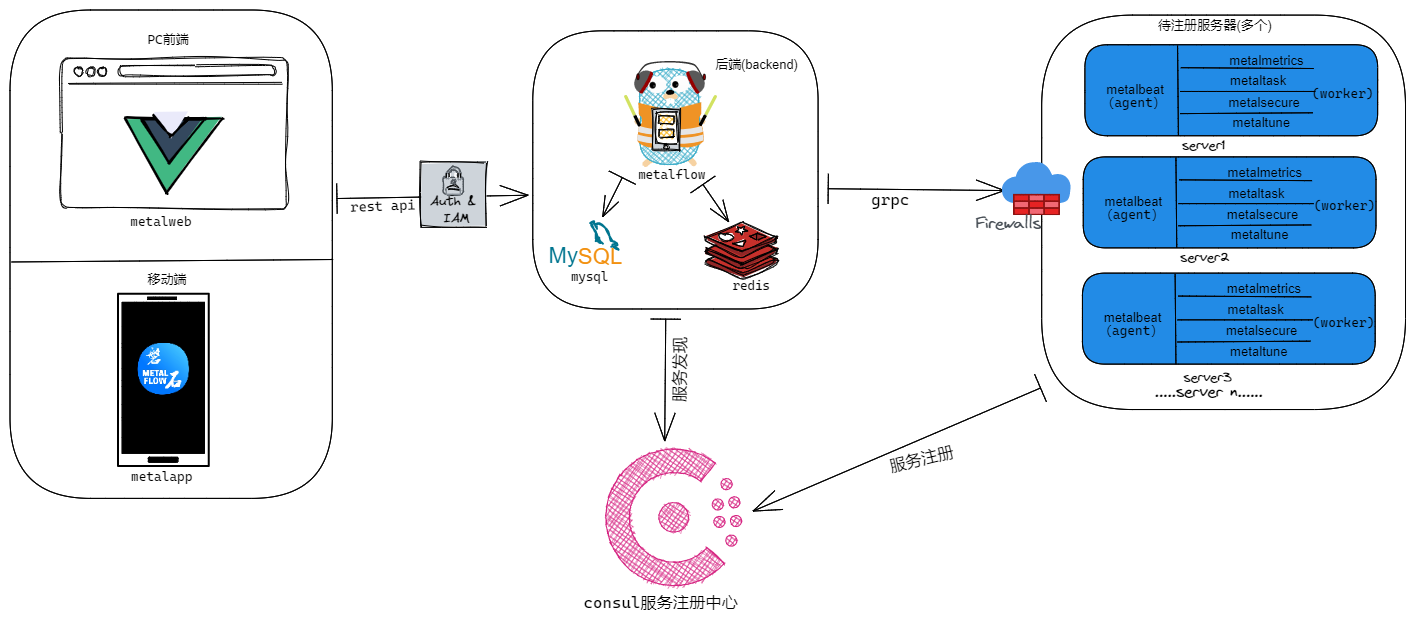 PC前端
metalweb
移动端
METAL
FLOW
metalapp
rest api
Auth &
IAM
后端(backend)
metalflow
MySQL
mysql
redis
服务发现
consul服务注册中心
服务注册
grpc
Firewalls
待注册服务器(多个)
metalbeat
(agent)
metalmetrics
metaltask
metalsecure
metaltune
(worker)
server1
metalbeat
(agent)
metalmetrics
metaltask
metalsecure
metaltune
(worker)
server2
metalbeat
(agent)
metalmetrics
metaltask
metalsecure
metaltune
(worker)
server3
.....server n......